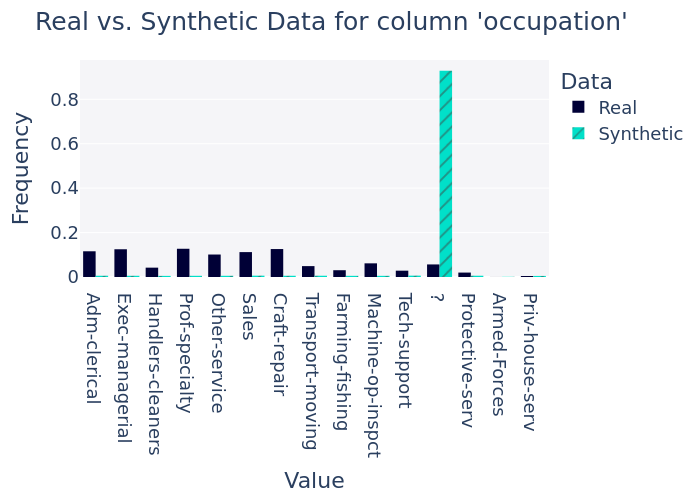 Real vs. Synthetic Data for column 'occupation'
Data
Real
Synthetic
Frequency
0.8
0.6
0.4
0.2
0
Adm-clerical
Exec-managerial
Handlers-cleaners
Prof-specialty
Other-service
Sales
Craft-repair
Transport-moving
Farming-fishing
Machine-op-inspct
Tech-support
?
Protective-serv
Armed-Forces
Priv-house-serv
Value